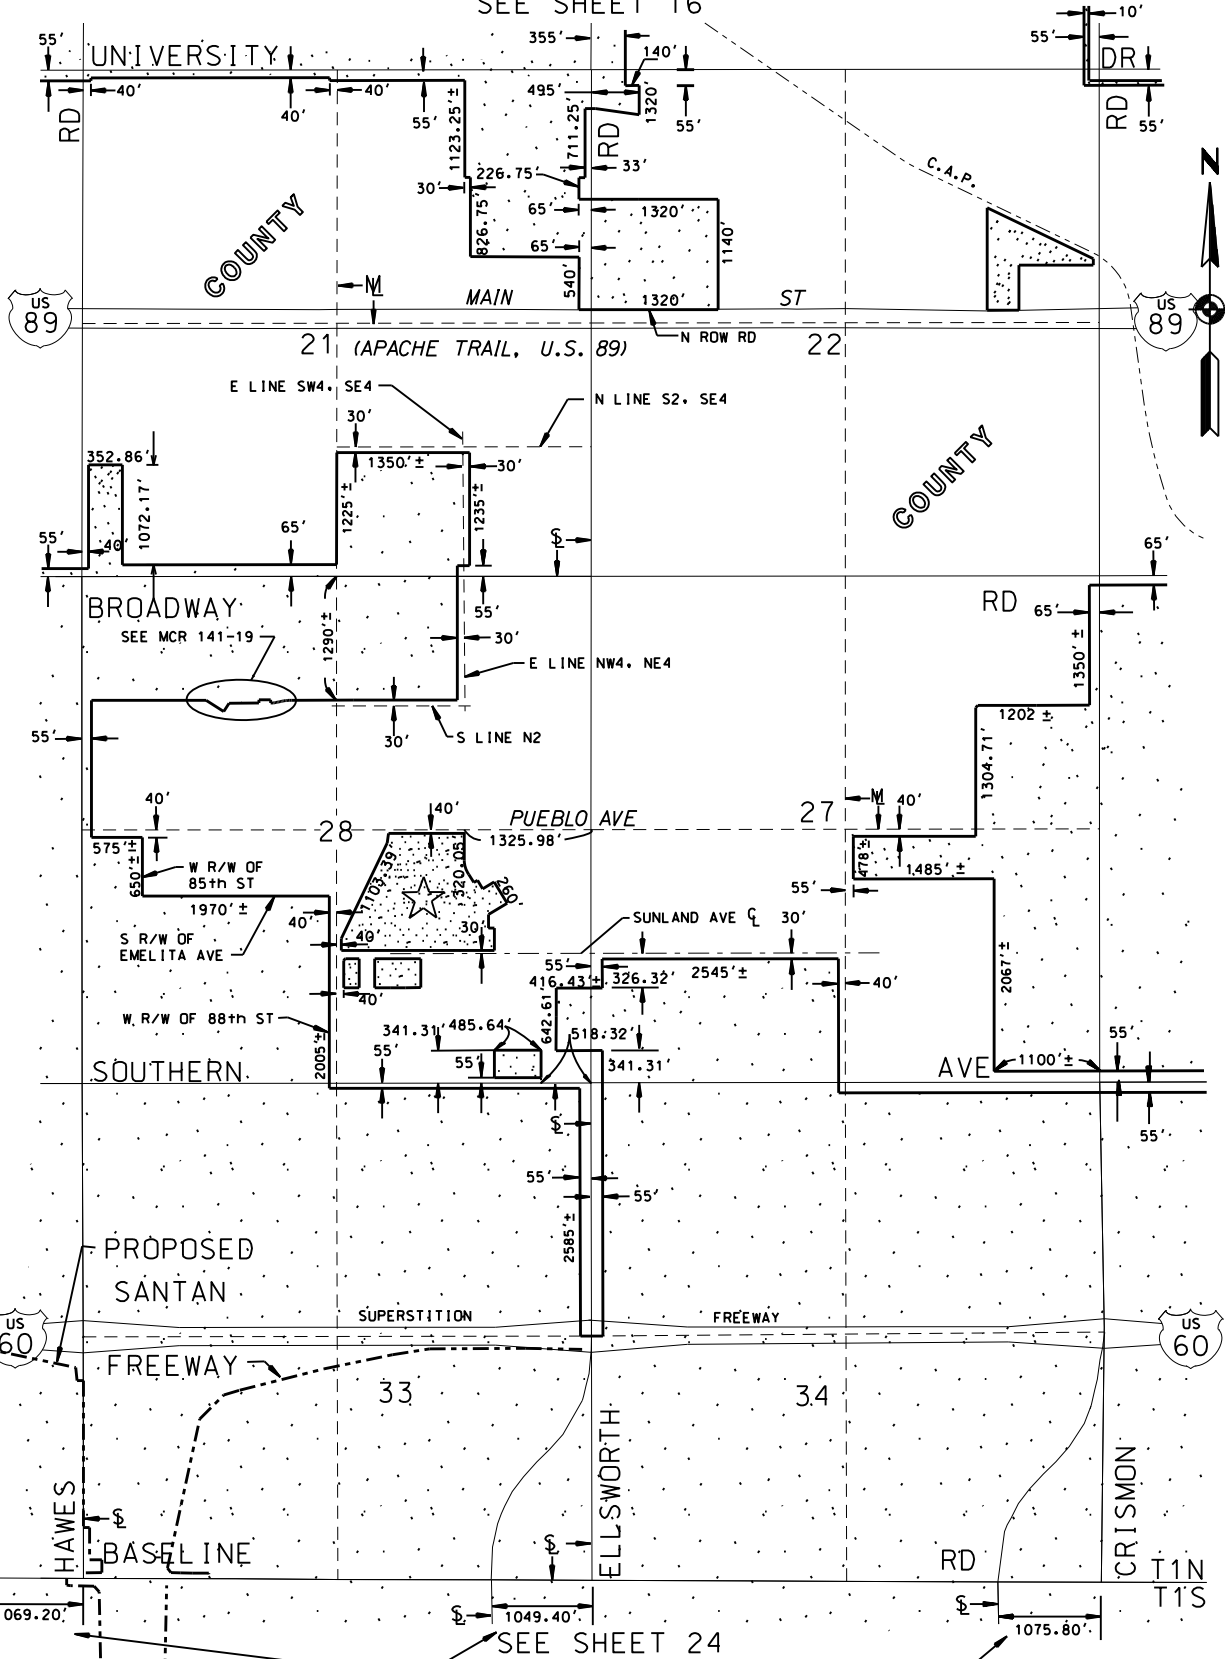 SEE SHEET 16
10'
55'
355'
55'
UNIVERSITY
140'
DR
40'
40'
40'
55'
495'
1320'
55'
RD
55'
RD
1123.25'±
711.25'
RD
33'
226.75'
30'
C.A.P.
N
826.75'
65'
1320'
COUNTY
65'
1140'
540'
MAIN
1320'
ST
US
89
US
89
N ROW RD
21
(APACHE TRAIL, U.S. 89)
22
E LINE SW4. SE4
N LINE S2. SE4
30'
352.86'
1350'±
30'
COUNTY
1072.17'
1225'±
1235'±
55'
40'
65'
65'
BROADWAY
55'
RD
65'
SEE MCR 141-19
1290'±
30'
E LINE NW4. NE4
1350'±
1202'±
55'
30'
S LINE N2
1304.71'
40'
40'
PUEBLO AVE
27
40'
28
1325.98'
575'±
650'±
W R/W OF
85th ST
1103.39'
320.05'
260'
478'±
1485'±
55'
1970'±
40'
S R/W OF
EMELITA AVE
40'
30'
SUNLAND AVE ℄
30'
55'
416.43'±
326.32'
2545'±
40'
2067'±
40'
W R/W OF 88th ST
341.31'
485.64'
642.61'
518.32'
2005'±
55'
55'
341.31'
55'
1100'±
SOUTHERN
AVE
55'
55'
55'
2585'±
PROPOSED
SANTAN
US
60
SUPERSTITION
FREEWAY
US
60
FREEWAY
33
34
HAWES
ELLSWORTH
CRISMON
BASELINE
RD
T1N
T1S
069.20'
1049.40'
1075.80'
SEE SHEET 24